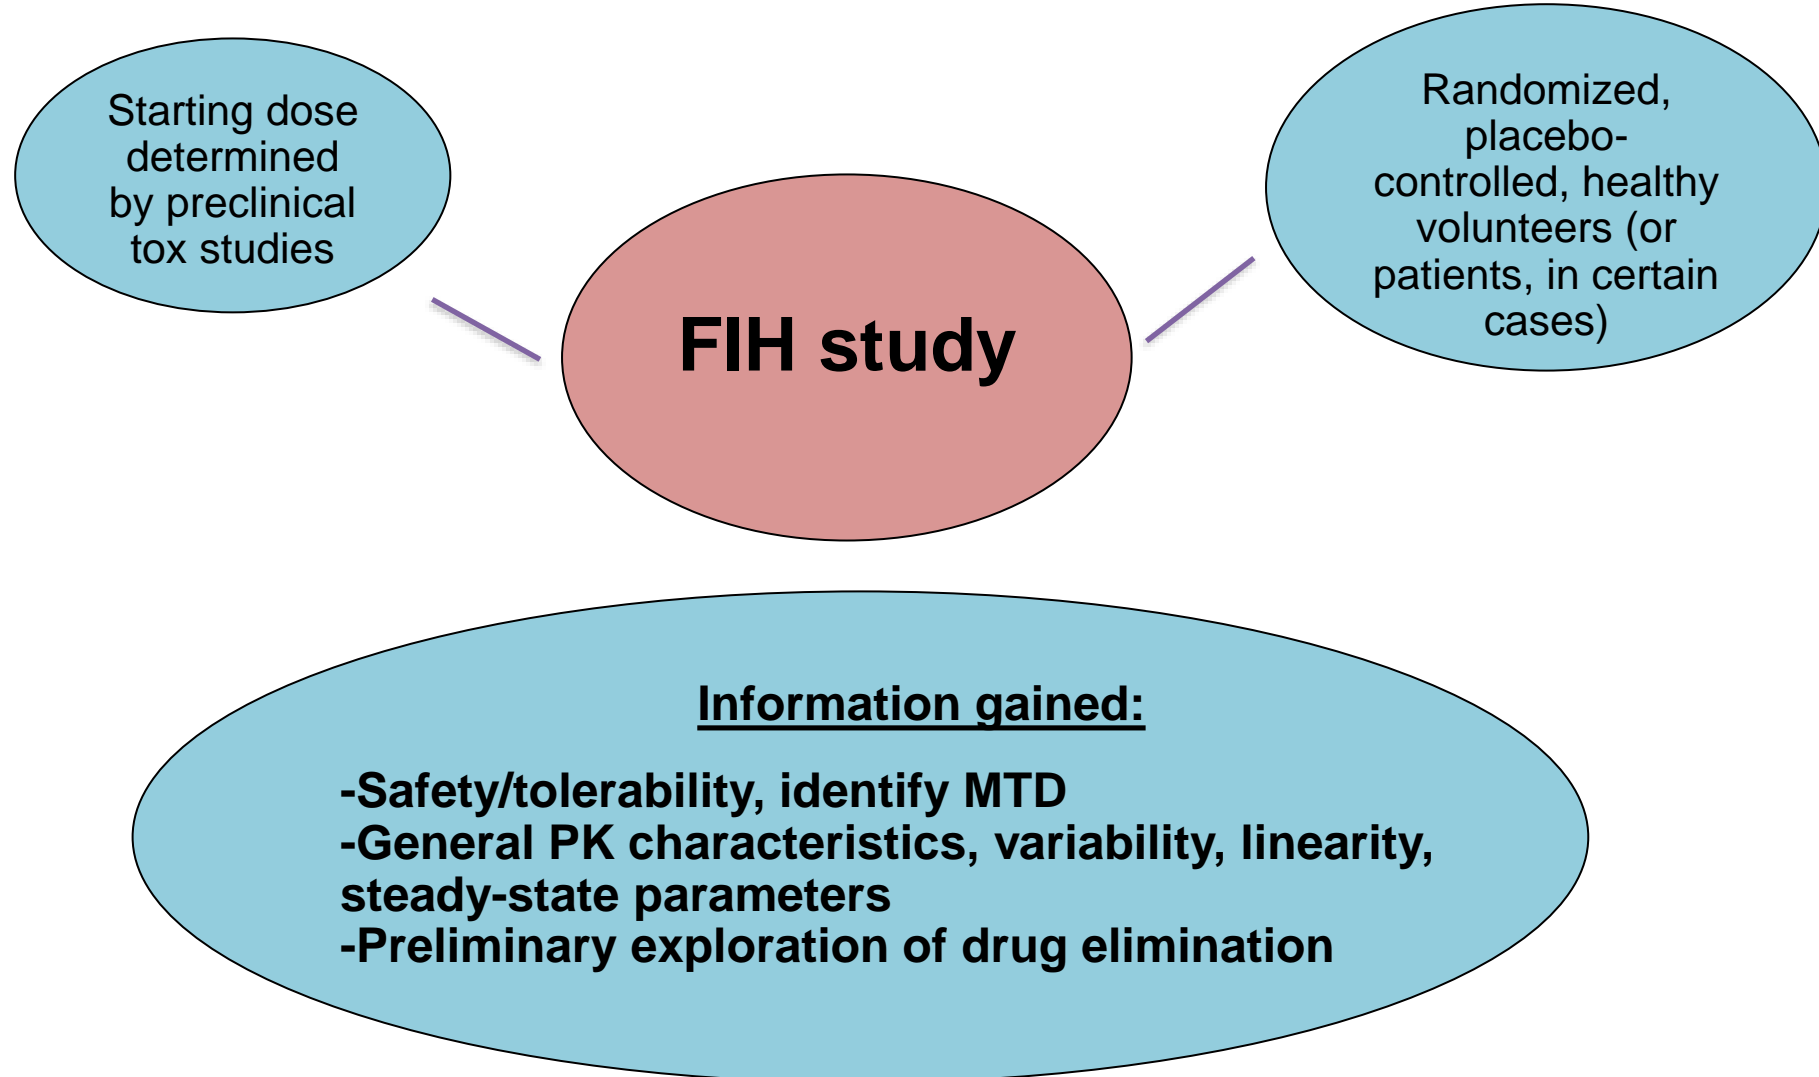 Starting dose
determined
by preclinical
tox studies
Randomized,
placebo-
controlled, healthy
volunteers (or
patients, in certain
cases)
FIH study
Information gained:
-Safety/tolerability, identify MTD
-General PK characteristics, variability, linearity,
steady-state parameters
-Preliminary exploration of drug elimination